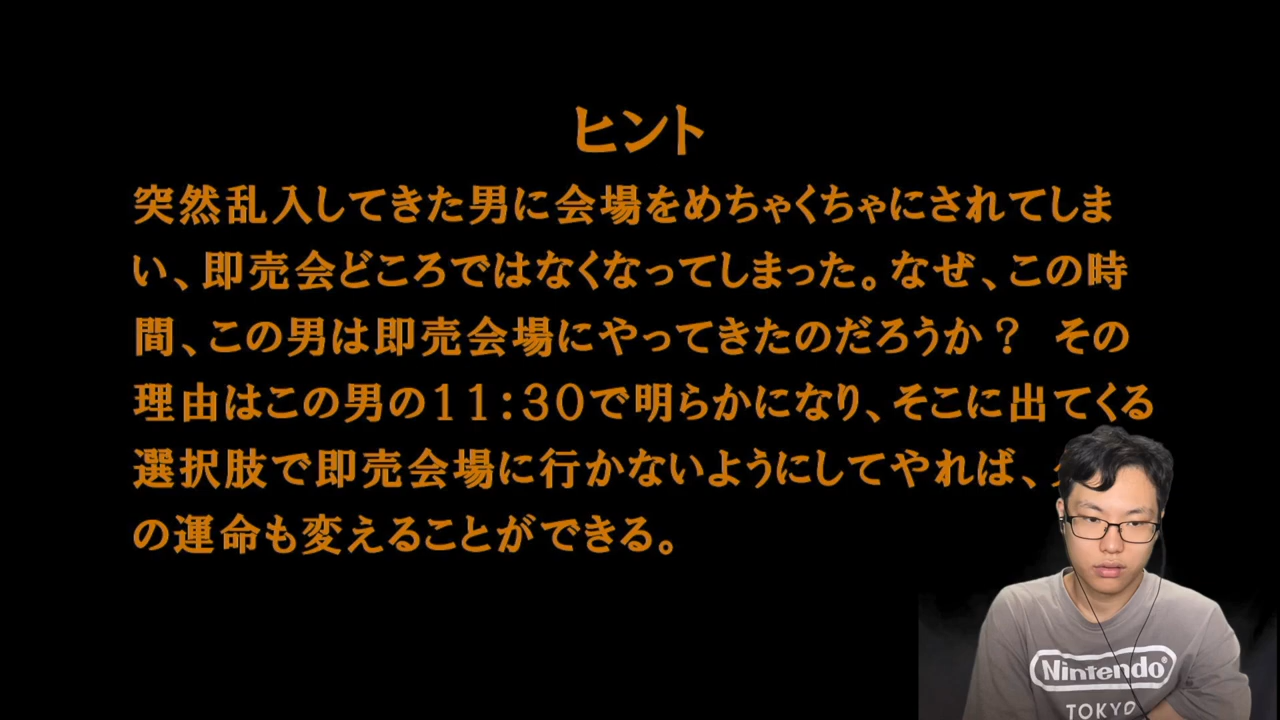 ヒント
突然乱入してきた男に会場をめちゃくちゃにされてしま
い、即売会どころではなくなってしまった。なぜ、この時
間、この男は即売会場にやってきたのだろうか？ その
理由はこの男の11:30で明らかになり、そこに出てくる
選択肢で即売会場に行かないようにしてやれば、
の運命も変えることができる。
Nintendo®
TOKYO